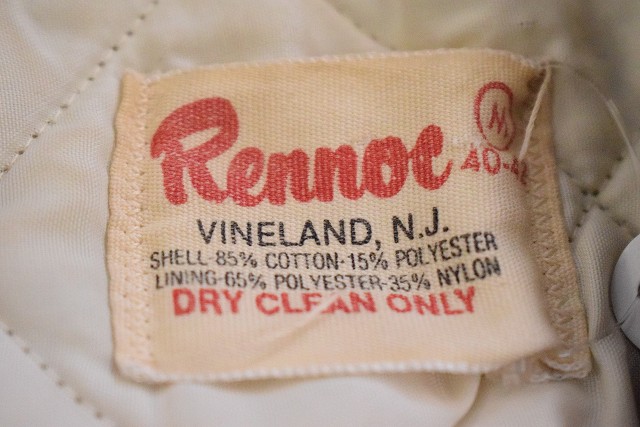 Rennoc
M
VINELAND, N.J.
SHELL-85% COTTON-15% POLYESTER
LINING-65% POLYESTER-35% NYLON
DRY CLEAN ONLY